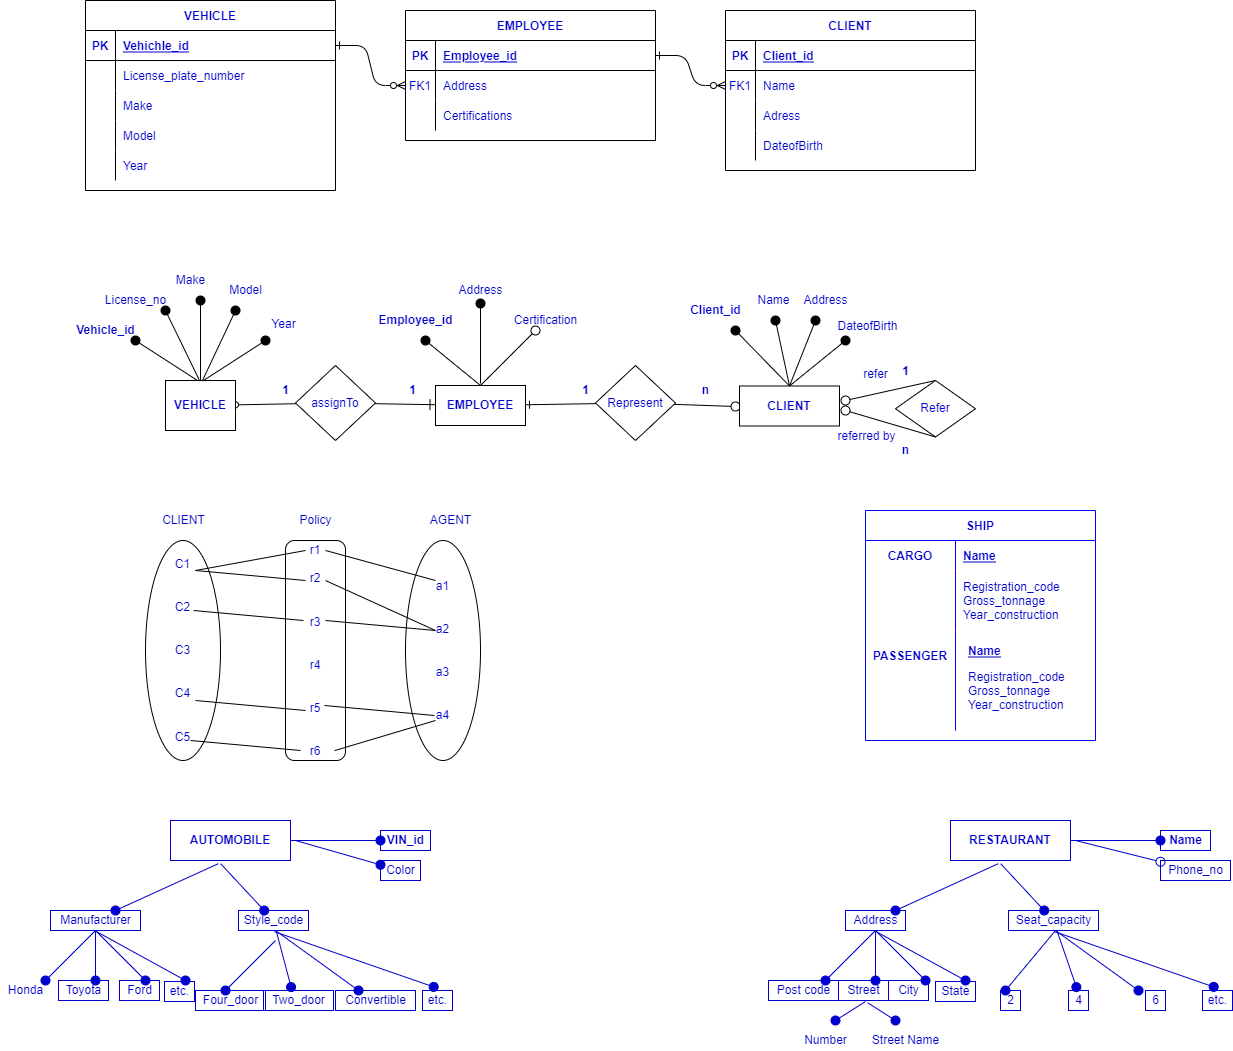 VEHICLE
PK Vehichle_id
License_plate_number
Make
Model
Year
EMPLOYEE
PK Employee_id
FK1 Address
Certifications
CLIENT
PK Client_id
FK1 Name
Adress
DateofBirth
Make
License_no
Model
Vehicle_id
Year
Address
Employee_id
Certification
Client_id
Name
Address
DateofBirth
VEHICLE
1
assignTo
1
EMPLOYEE
1
Represent
n
CLIENT
refer
1
Refer
referred by
n
CLIENT
Policy
AGENT
C1
C2
C3
C4
C5
r1
r2
r3
r4
r5
r6
a1
a2
a3
a4
SHIP
CARGO
Name
Registration_code
Gross_tonnage
Year_construction
PASSENGER
Name
Registration_code
Gross_tonnage
Year_construction
AUTOMOBILE
VIN_id
Color
Manufacturer
Style_code
Honda
Toyota
Ford
etc.
Four_door
Two_door
Convertible
etc.
RESTAURANT
Name
Phone_no
Address
Seat_capacity
Post code
Street
City
State
2
4
6
etc.
Number
Street Name